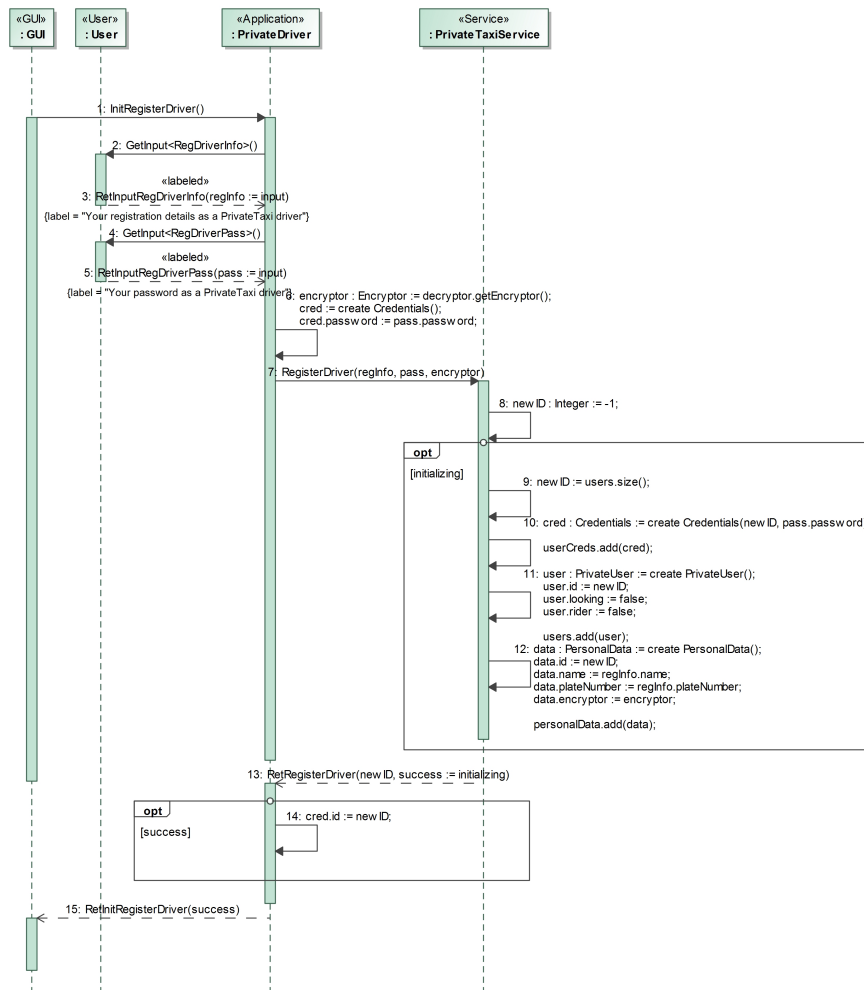 «GUI»
: GUI
«User»
: User
«Application»
: PrivateDriver
«Service»
: PrivateTaxiService
1: InitRegisterDriver()
2: GetInput<RegDriverInfo>()
«labeled»
3: RetInputRegDriverInfo(regInfo := input)
{label = "Your registration details as a PrivateTaxi driver"}
4: GetInput<RegDriverPass>()
«labeled»
5: RetInputRegDriverPass(pass := input)
{label = "Your password as a PrivateTaxi driver"}
6: encryptor : Encryptor := decryptor.getEncryptor();
cred := create Credentials();
cred.password := pass.password;
7: RegisterDriver(regInfo, pass, encryptor)
8: newID : Integer := -1;
opt
[initializing]
9: newID := users.size();
10: cred : Credentials := create Credentials(newID, pass.password
userCreds.add(cred);
11: user : PrivateUser := create PrivateUser();
user.id := newID;
user.looking := false;
user.rider := false;
users.add(user);
12: data : PersonalData := create PersonalData();
data.id := newID;
data.name := regInfo.name;
data.plateNumber := regInfo.plateNumber;
data.encryptor := encryptor;
personalData.add(data);
13: RetRegisterDriver(newID, success := initializing)
opt
[success]
14: cred.id := newID;
15: RetInitRegisterDriver(success)